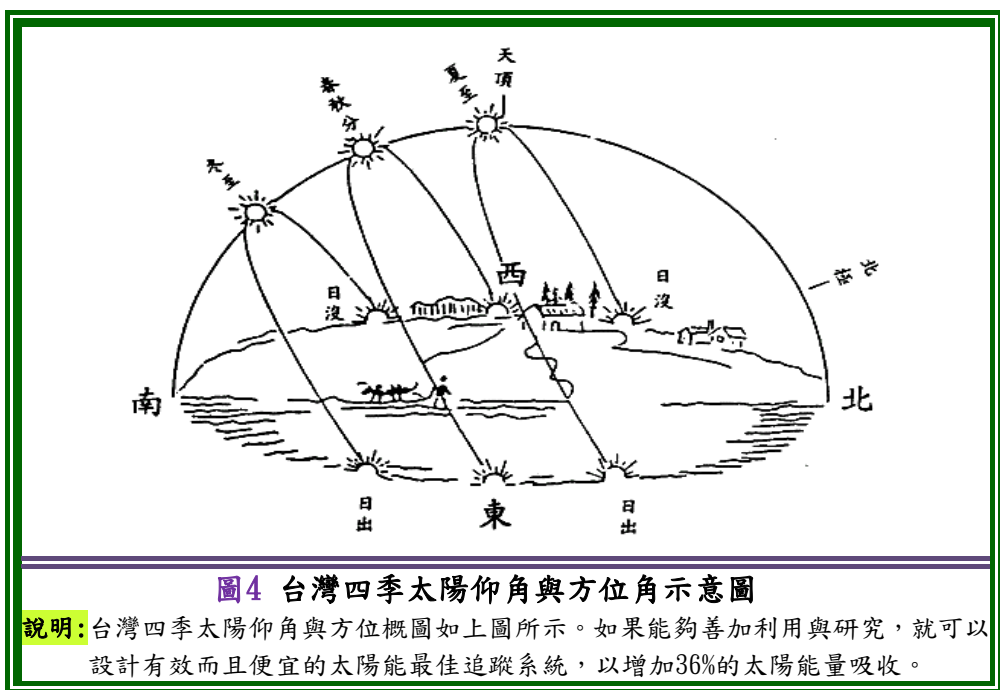 天頂
夏至
春秋分
冬至
北極
西
日沒
日沒
南
北
日出
東
日出
圖4 台灣四季太陽仰角與方位角示意圖
說明:台灣四季太陽仰角與方位概圖如上圖所示。如果能夠善加利用與研究,就可以
設計有效而且便宜的太陽能最佳追蹤系統,以增加36%的太陽能量吸收。